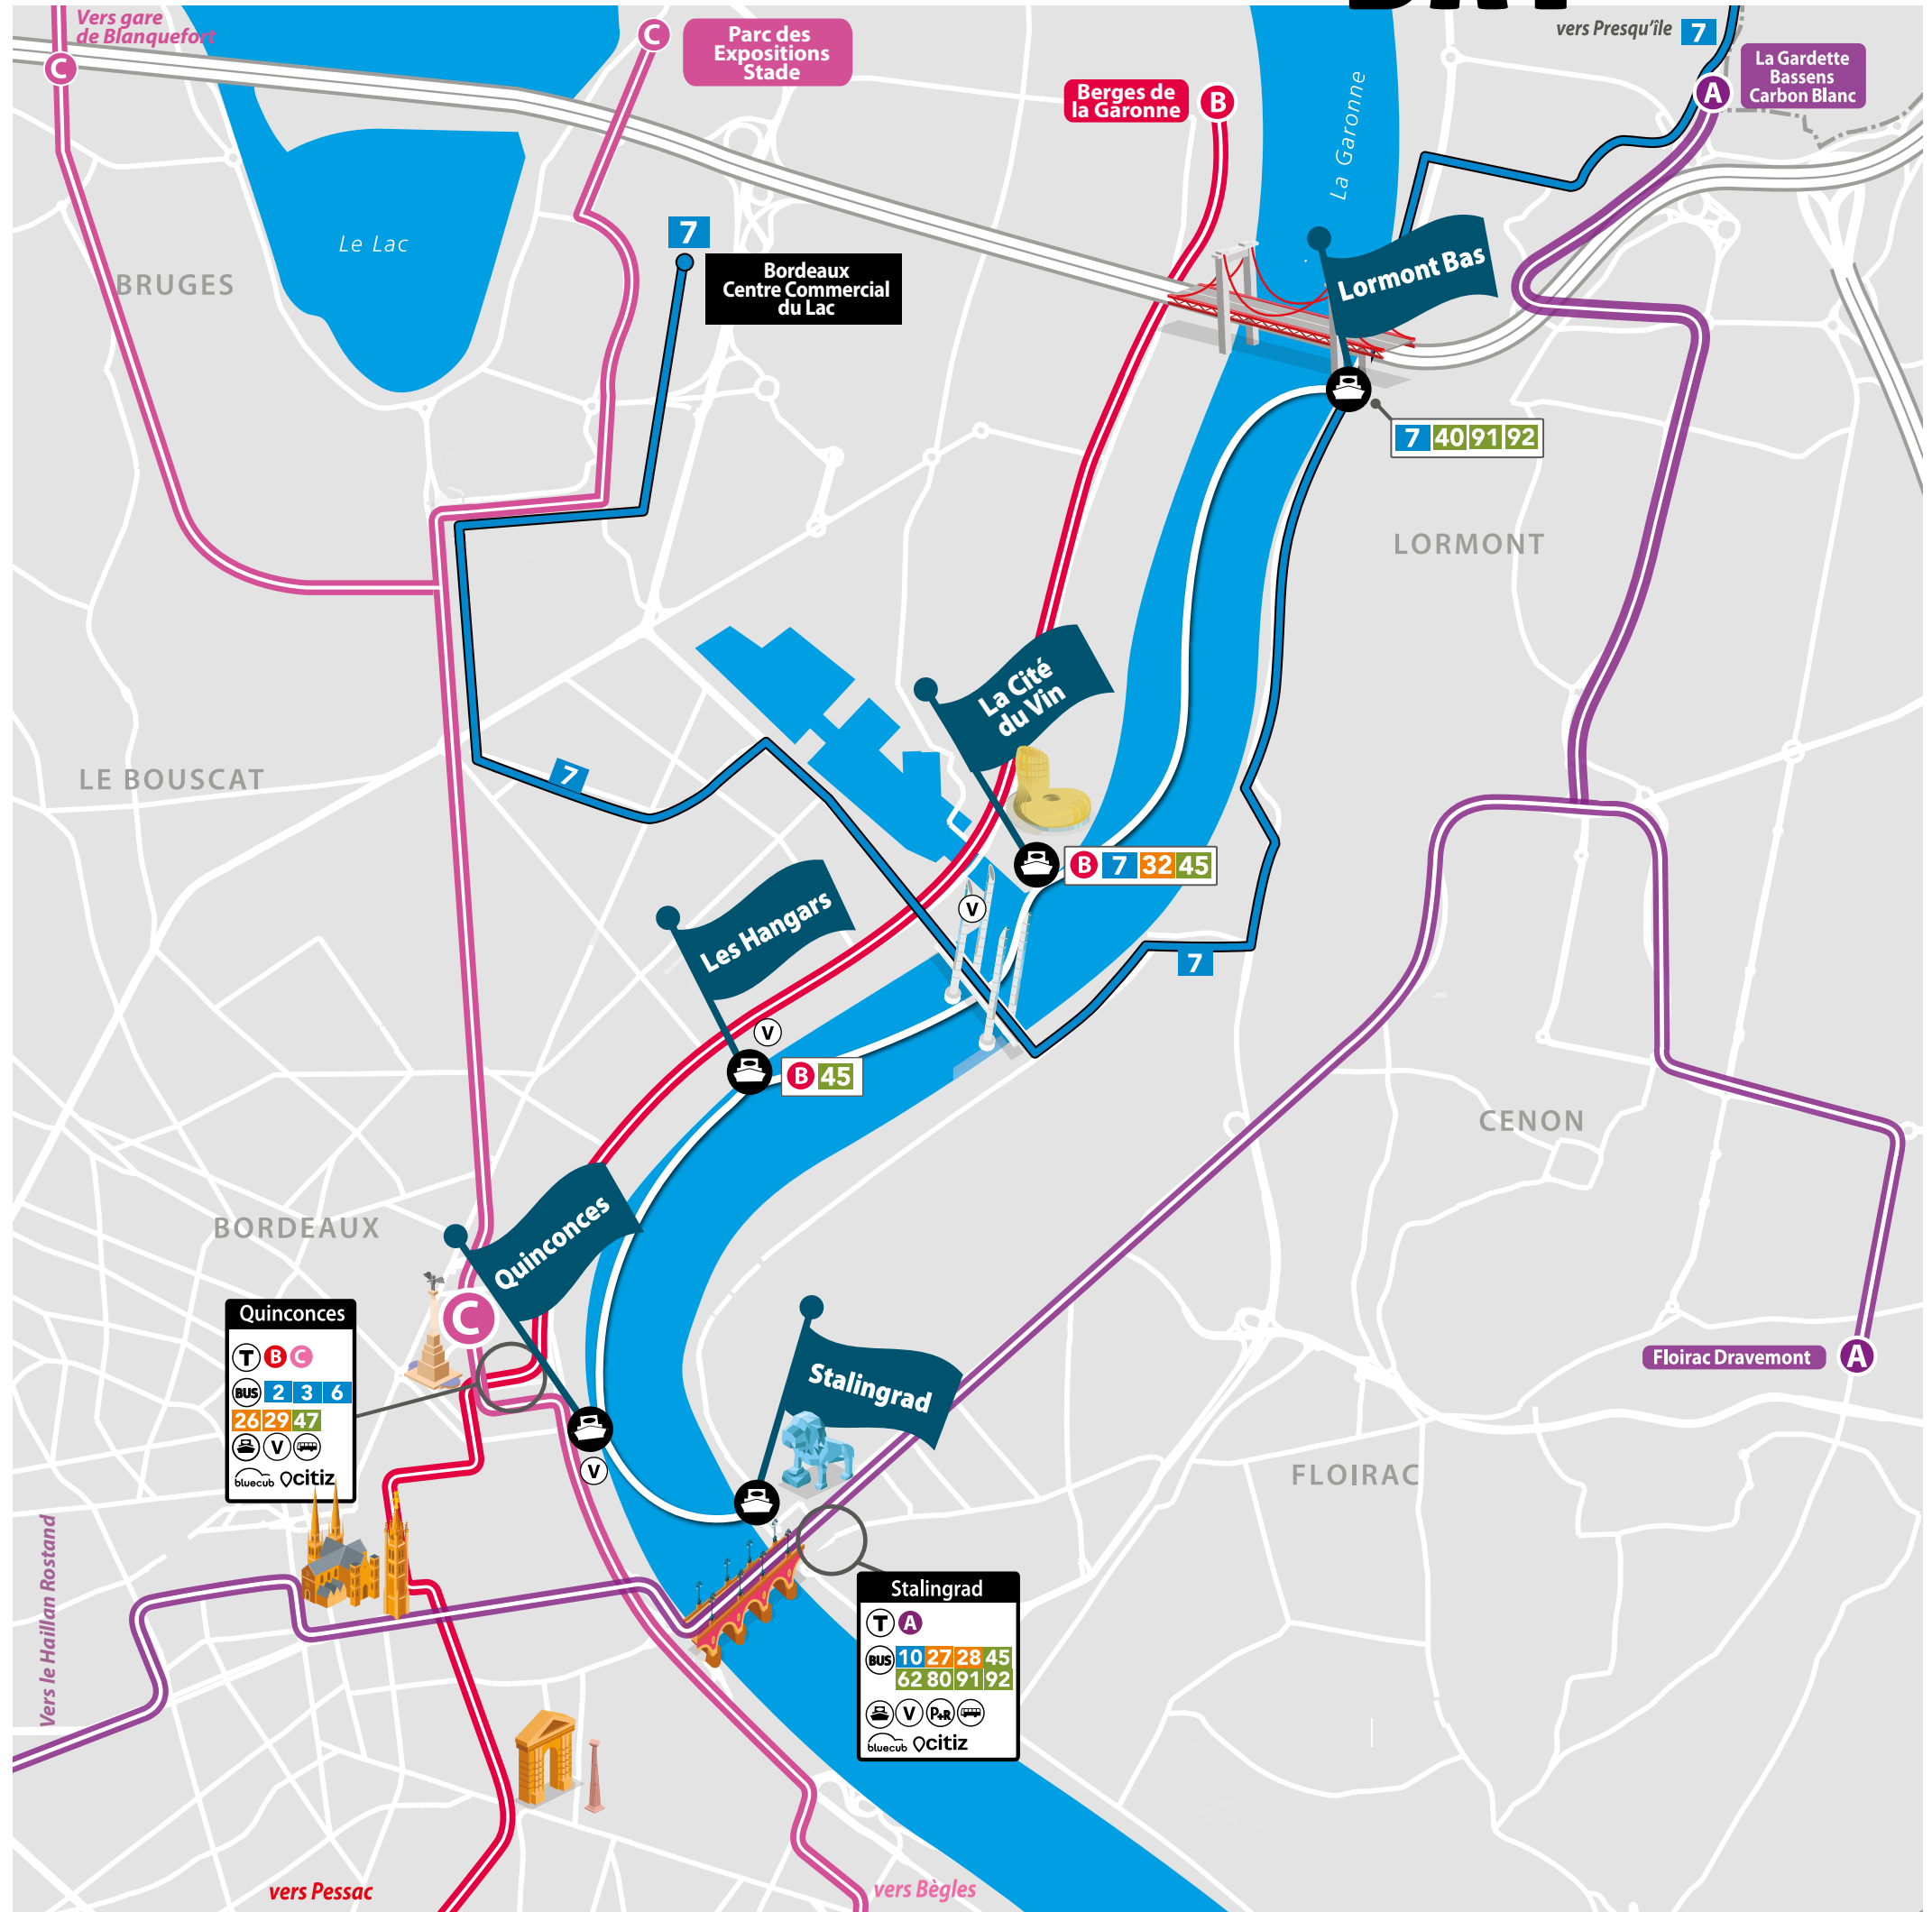 Vers gare
de Blanquefort
C
C
Parc des
Expositions
Stade
vers Presqu'île 7
La Gardette
Bassens
Carbon Blanc
A
Berges de
la Garonne
B
La Garonne
Le Lac
BRUGES
7
Bordeaux
Centre Commercial
du Lac
Lormont Bas
7 40 91 92
LORMONT
La Cité
du Vin
LE BOUSCAT
7
B 7 32 45
V
Les Hangars
7
V
B 45
CENON
BORDEAUX
Quinconces
C
Quinconces
T B C
BUS 2 3 6
26 29 47
V
bluecub citiz
V
Stalingrad
Floirac Dravemont A
FLOIRAC
Vers le Haillan Rostand
Stalingrad
T A
BUS 10 27 28 45
62 80 91 92
V P+R
bluecub citiz
vers Pessac
vers Bègles